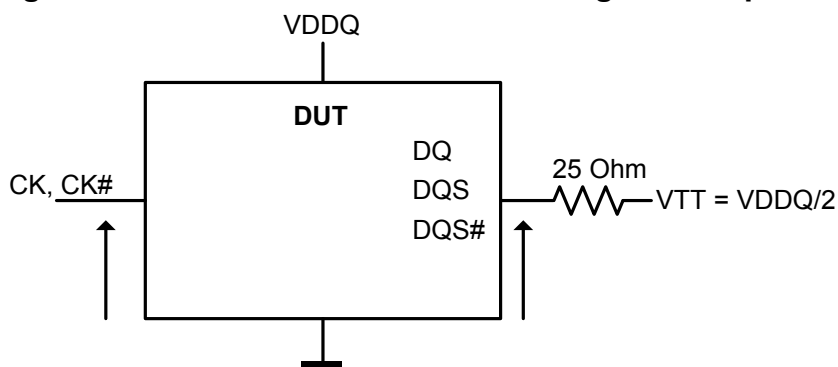 VDDQ
DUT
DQ
25 Ohm
CK, CK#
DQS
VTT = VDDQ/2
DQS#